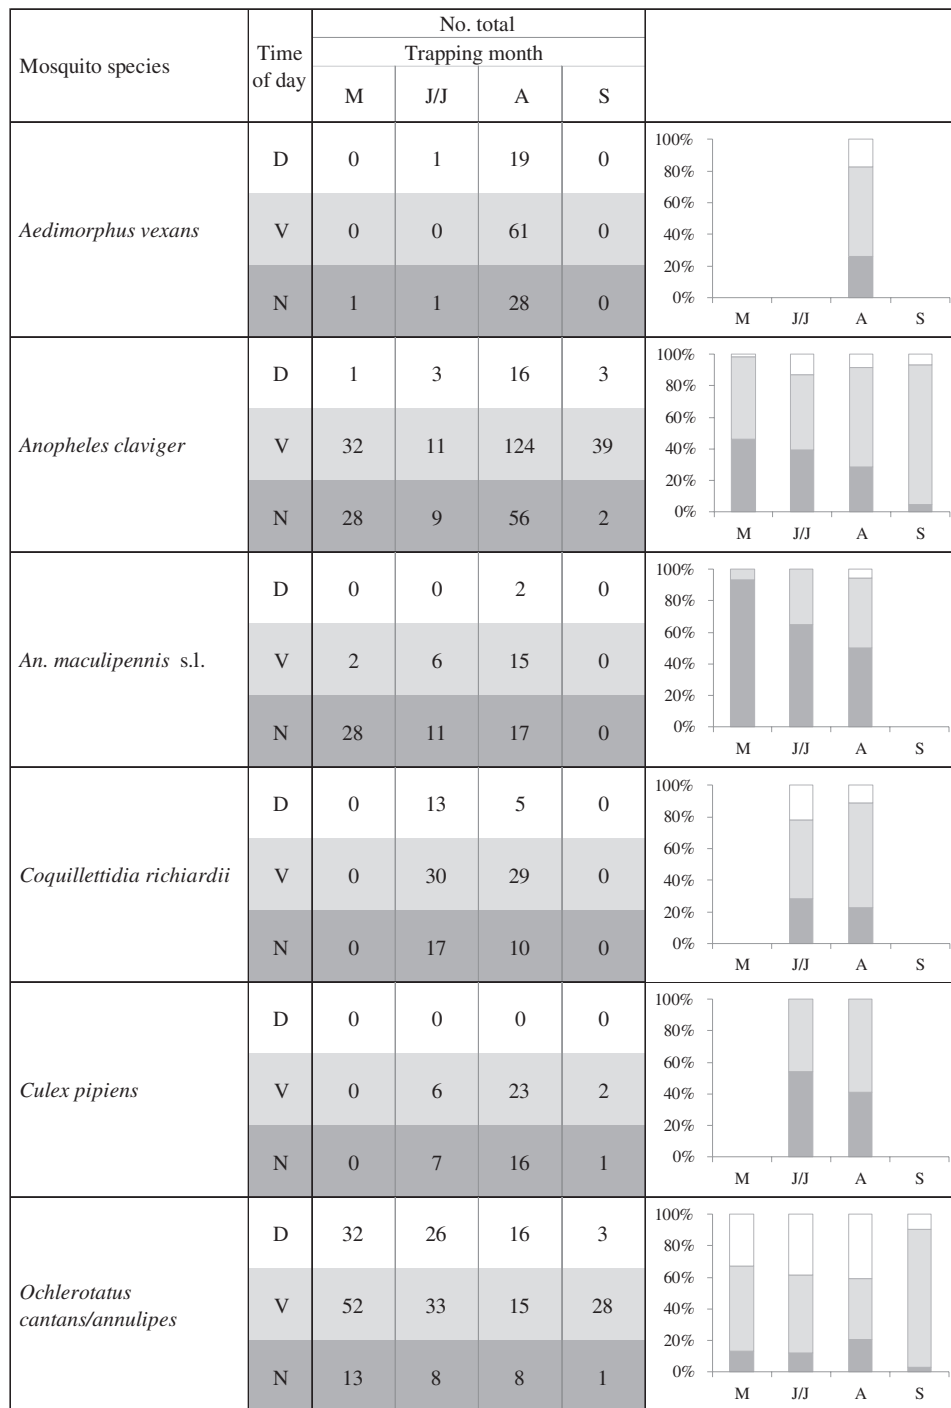 Mosquito species
Time
of day
No. total
Trapping month
M J/J A S
Aedimorphus vexans
D 0 1 19 0
V 0 0 61 0
N 1 1 28 0
100%
80%
60%
40%
20%
0%
M J/J A S
Anopheles claviger
D 1 3 16 3
V 32 11 124 39
N 28 9 56 2
100%
80%
60%
40%
20%
0%
M J/J A S
An. maculipennis s.l.
D 0 0 2 0
V 2 6 15 0
N 28 11 17 0
100%
80%
60%
40%
20%
0%
M J/J A S
Coquillettidia richiardii
D 0 13 5 0
V 0 30 29 0
N 0 17 10 0
100%
80%
60%
40%
20%
0%
M J/J A S
Culex pipiens
D 0 0 0 0
V 0 6 23 2
N 0 7 16 1
100%
80%
60%
40%
20%
0%
M J/J A S
Ochlerotatus
cantans/annulipes
D 32 26 16 3
V 52 33 15 28
N 13 8 8 1
100%
80%
60%
40%
20%
0%
M J/J A S